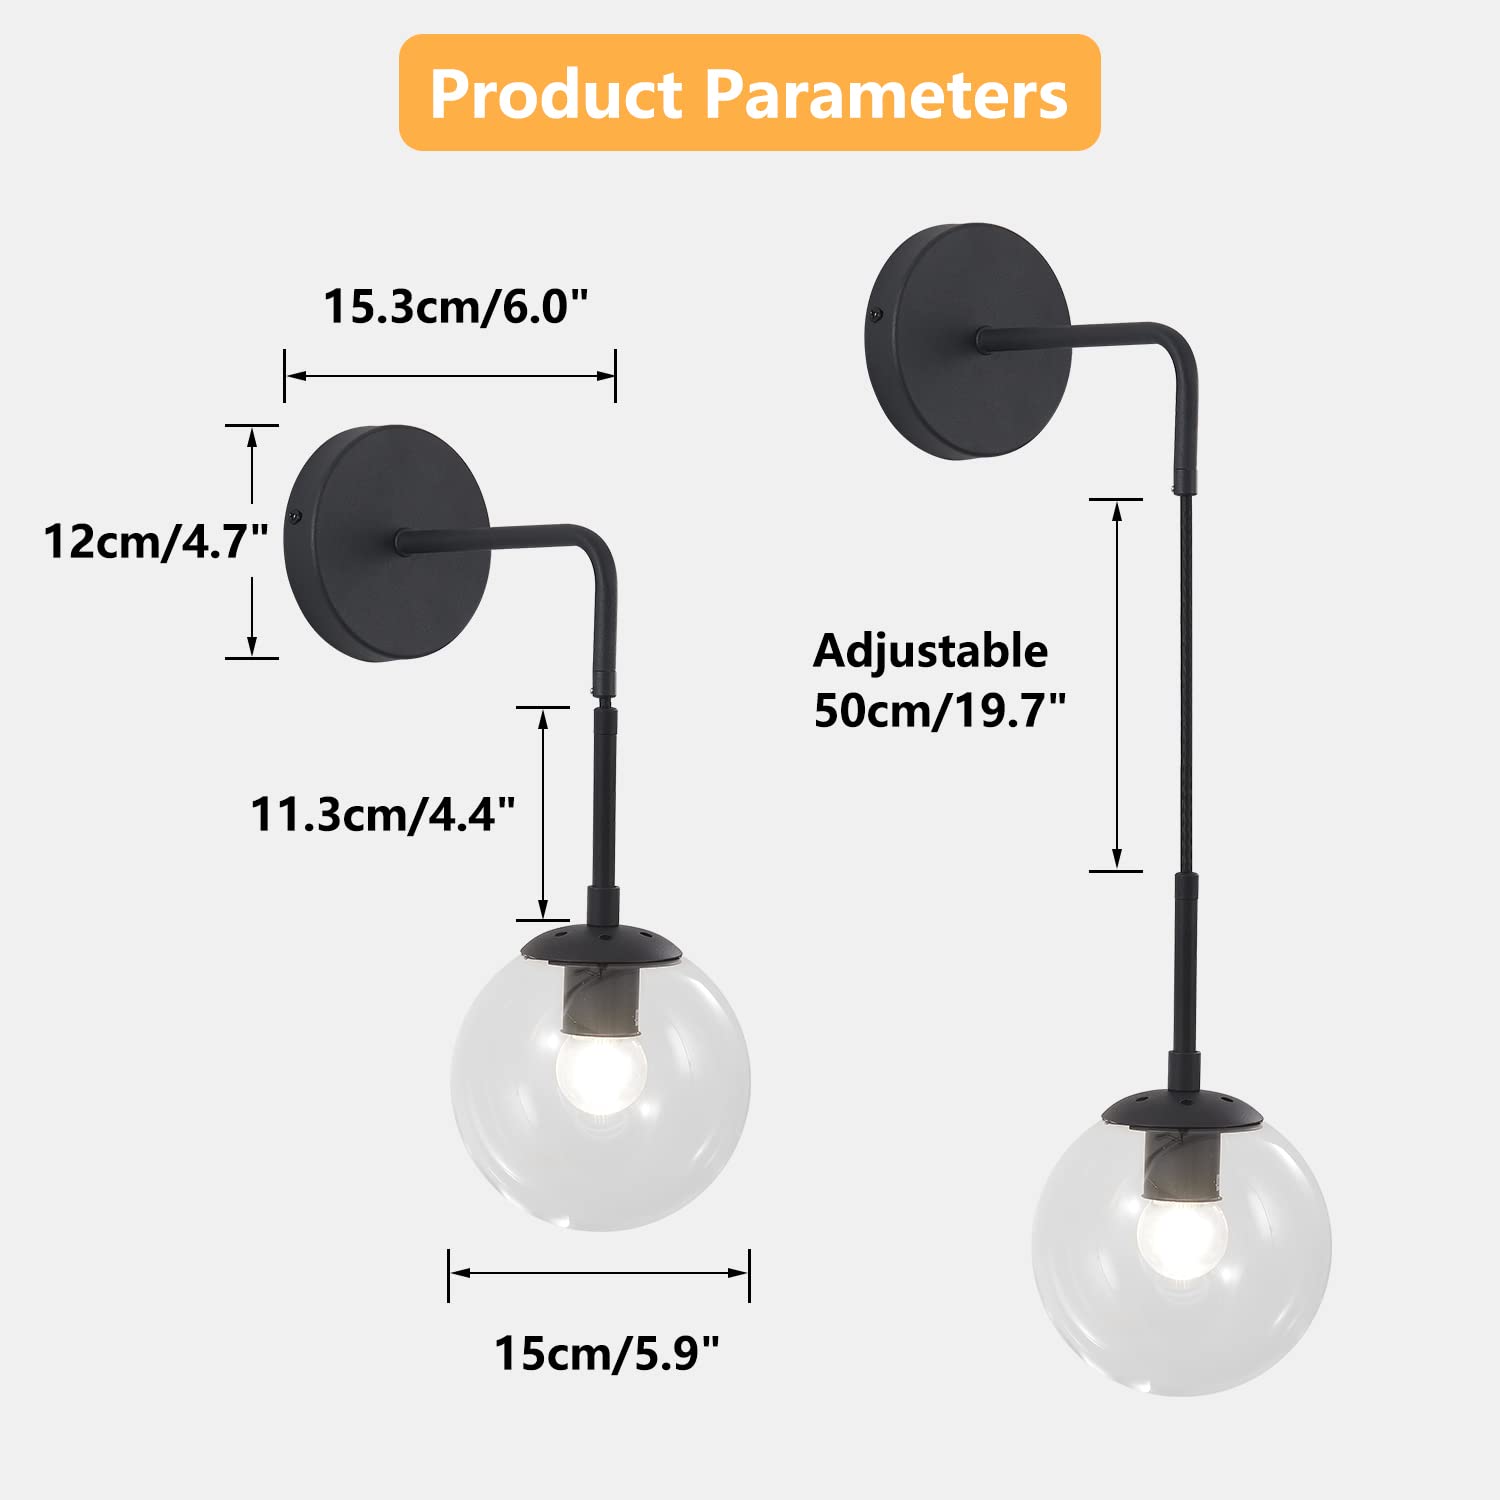 Product Parameters
15.3cm/6.0"
12cm/4.7"
11.3cm/4.4"
15cm/5.9"
Adjustable
50cm/19.7"